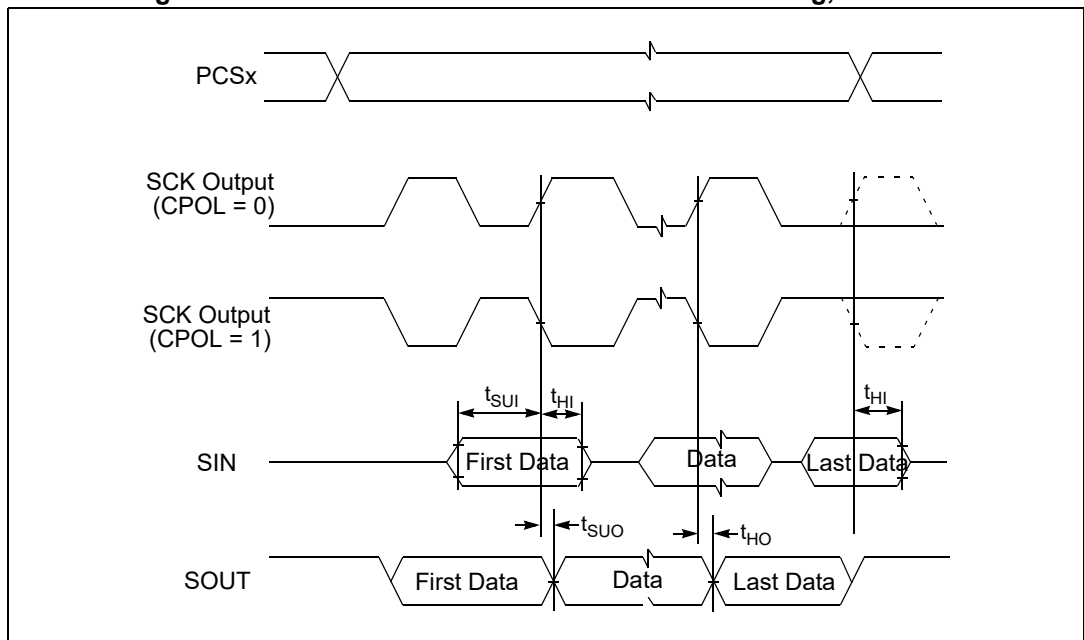 PCSx
SCK Output
(CPOL = 0)
SCK Output
(CPOL = 1)
tSUI
tHI
tHI
SIN
First Data
Data
Last Data
tSUO
tHO
SOUT
First Data
Data
Last Data